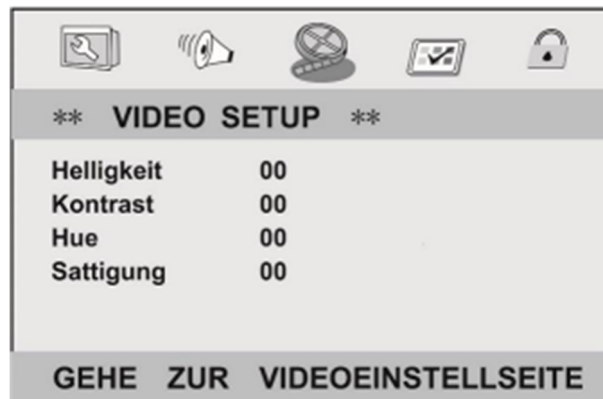 ** VIDEO SETUP **
Helligkeit 00
Kontrast 00
Hue 00
Sattigung 00
GEHE ZUR VIDEOEINSTELLSEITE